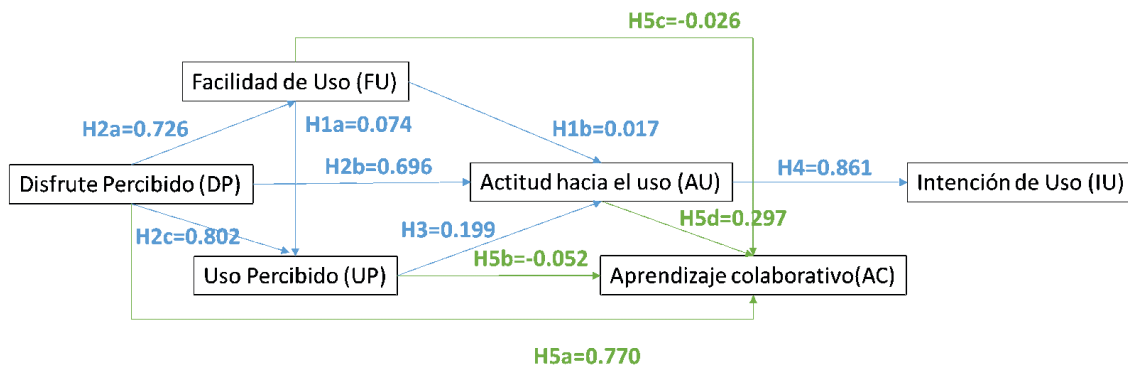 H5c=-0.026
Facilidad de Uso (FU)
H2a=0.726
H1a=0.074
H1b=0.017
H2b=0.696
H4=0.861
Disfrute Percibido (DP)
Actitud hacia el uso (AU)
Intención de Uso (IU)
H2c=0.802
H3=0.199
H5d=0.297
Uso Percibido (UP)
H5b=-0.052
Aprendizaje colaborativo(AC)
H5a=0.770